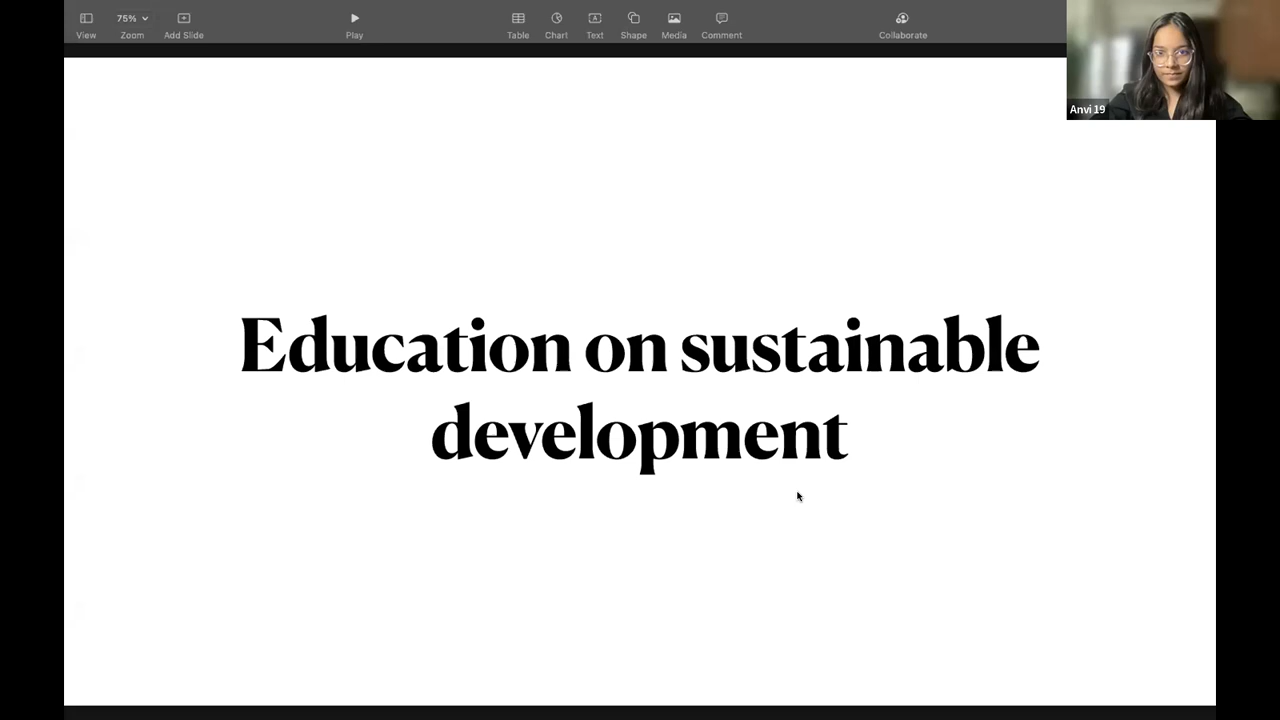 75%
View
Zoom
Add Slide
Play
Table
Chart
Text
Shape
Media
Comment
Collaborate
Anvi 19
Education on sustainable
development